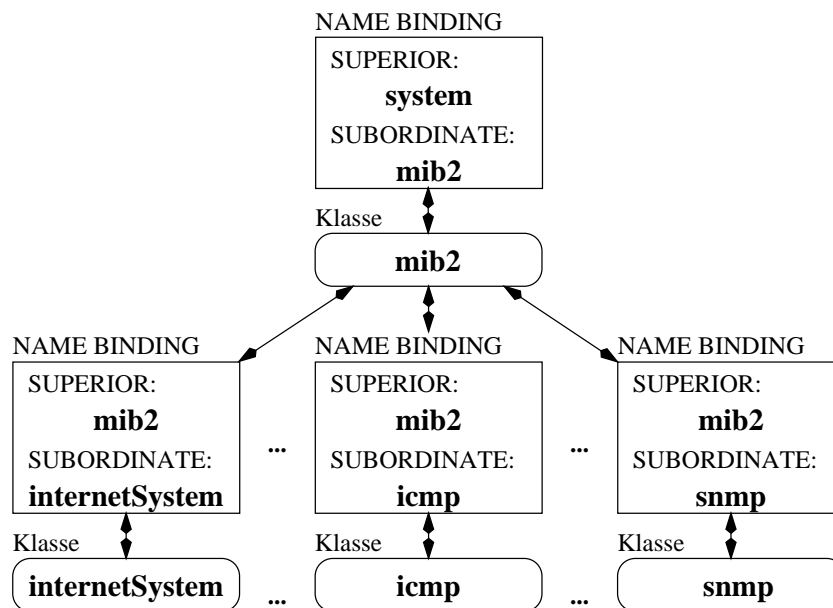 NAME BINDING
SUPERIOR:
system
SUBORDINATE:
mib2
Klasse
mib2
NAME BINDING NAME BINDING NAME BINDING
SUPERIOR: SUPERIOR: SUPERIOR:
mib2 mib2 mib2
... ...
SUBORDINATE: SUBORDINATE: SUBORDINATE:
internetSystem icmp snmp
Klasse Klasse Klasse
internetSystem ... icmp ... snmp